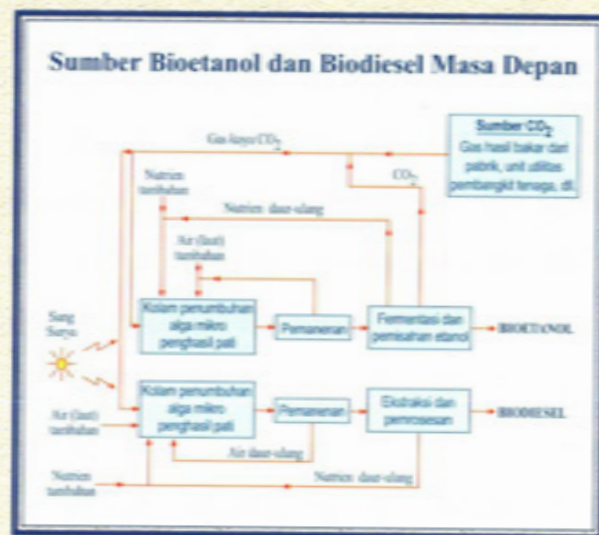 Sumber Bioetanol dan Biodiesel Masa Depan
Sumber CO2
Gas hasil bakar dari
pabrik, unit utilitas
pembangkit tenaga, dll.
Gas-kaya CO2
CO2
Nutrien
tambahan
Nutrien daur-ulang
Air (laut)
tambahan
Kolam penumbuhan
alga mikro
penghasil pati
Pemanenan
Fermentasi dan
pemisahan etanol
BIOETANOL
Sang
Surya
Kolam penumbuhan
alga mikro
penghasil pati
Pemanenan
Ekstraksi dan
pemrosesan
BIODIESEL
Air (laut)
tambahan
Air daur-ulang
Nutrien
tambahan
Nutrien daur-ulang